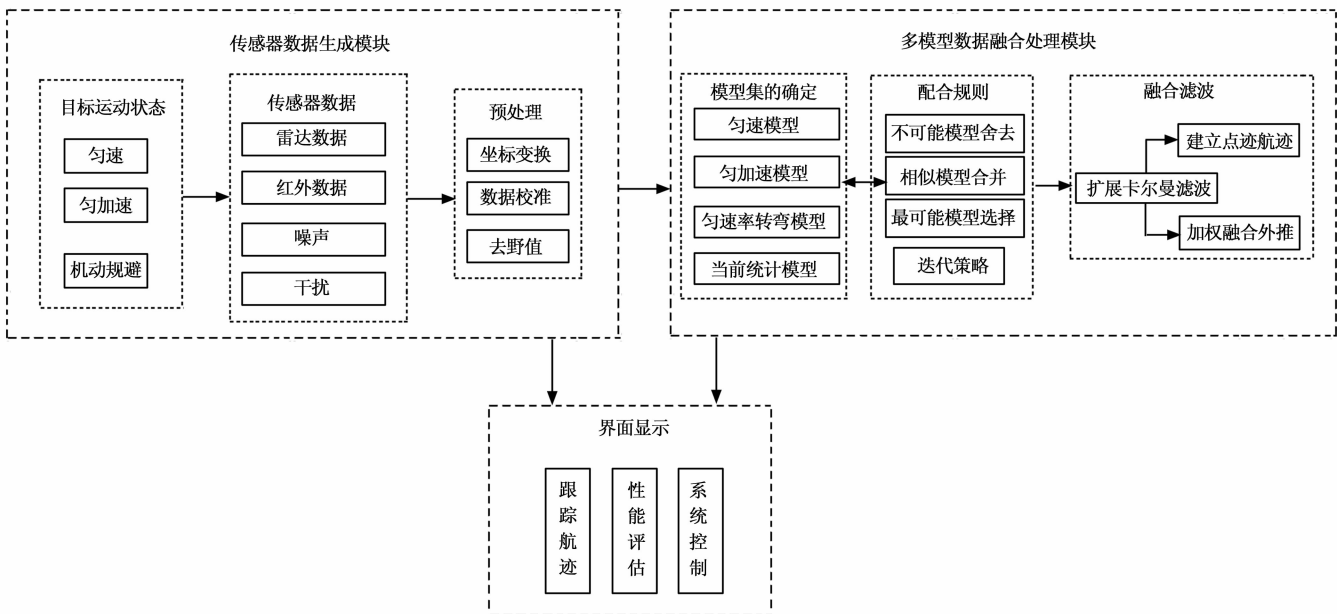 传感器数据生成模块
目标运动状态
匀速
匀加速
机动规避
传感器数据
雷达数据
红外数据
噪声
干扰
预处理
坐标变换
数据校准
去野值
多模型数据融合处理模块
模型集的确定
匀速模型
匀加速模型
匀速率转弯模型
当前统计模型
配合规则
不可能模型舍去
相似模型合并
最可能模型选择
迭代策略
融合滤波
建立点迹航迹
扩展卡尔曼滤波
加权融合外推
界面显示
跟踪航迹
性能评估
系统控制